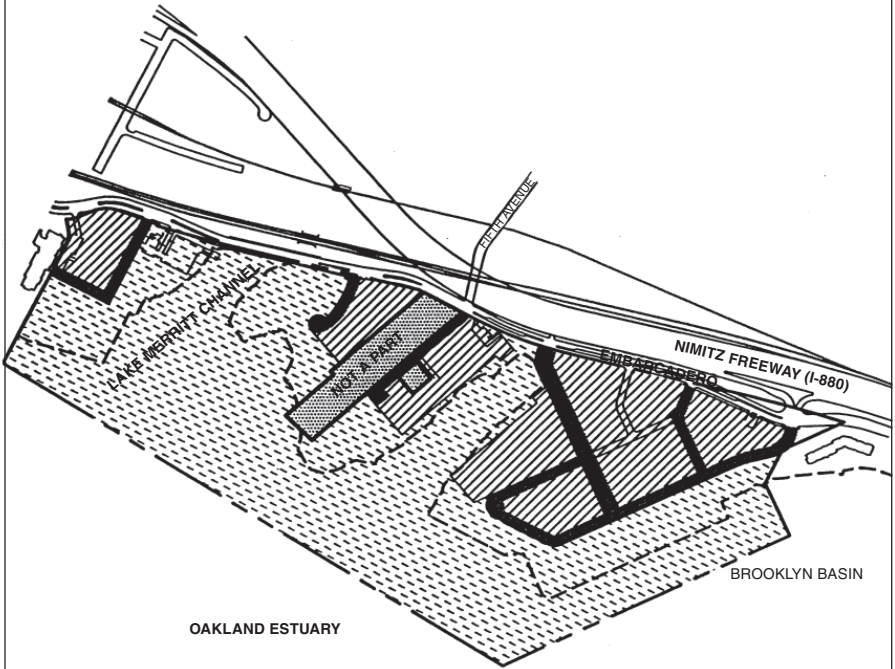 FIFTH AVENUE
LAKE MERRITT CHANNEL
NOT A PART
EMBARCADERO
NIMITZ FREEWAY (I-880)
BROOKLYN BASIN
OAKLAND ESTUARY